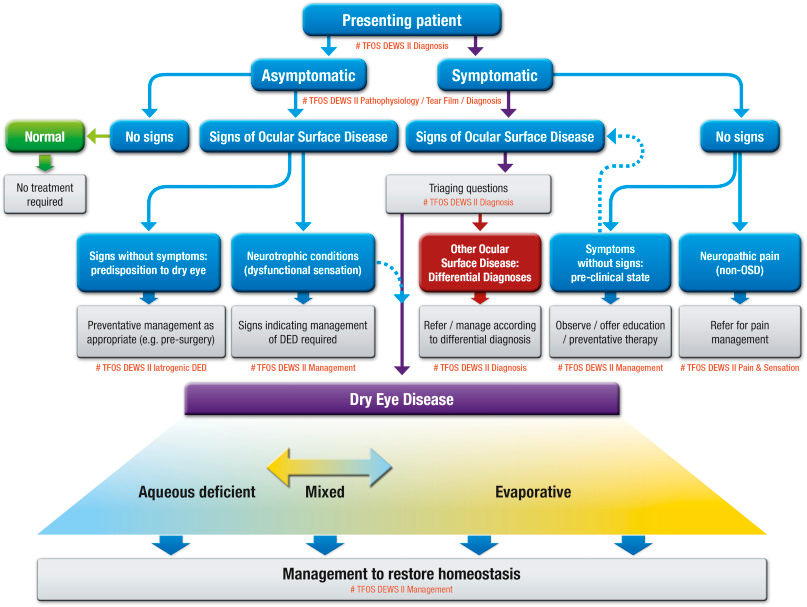 Presenting patient
# TFOS DEWS II Diagnosis
Asymptomatic
Symptomatic
# TFOS DEWS II Pathophysiology / Tear Film / Diagnosis
Normal
No signs
Signs of Ocular Surface Disease
Signs of Ocular Surface Disease
No signs
No treatment
required
Triaging questions
# TFOS DEWS II Diagnosis
Signs without symptoms:
predisposition to dry eye
Neurotrophic conditions
(dysfunctional sensation)
Other Ocular
Surface Disease:
Differential Diagnoses
Symptoms
without signs:
pre-clinical state
Neuropathic pain
(non-OSD)
Preventative management as
appropriate (e.g. pre-surgery)
Signs indicating management
of DED required
Refer / manage according
to differential diagnosis
Observe / offer education
/ preventative therapy
Refer for pain
management
# TFOS DEWS II Iatrogenic DED
# TFOS DEWS II Management
# TFOS DEWS II Diagnosis
# TFOS DEWS II Management
# TFOS DEWS II Pain & Sensation
Dry Eye Disease
Aqueous deficient
Mixed
Evaporative
Management to restore homeostasis
# TFOS DEWS II Management